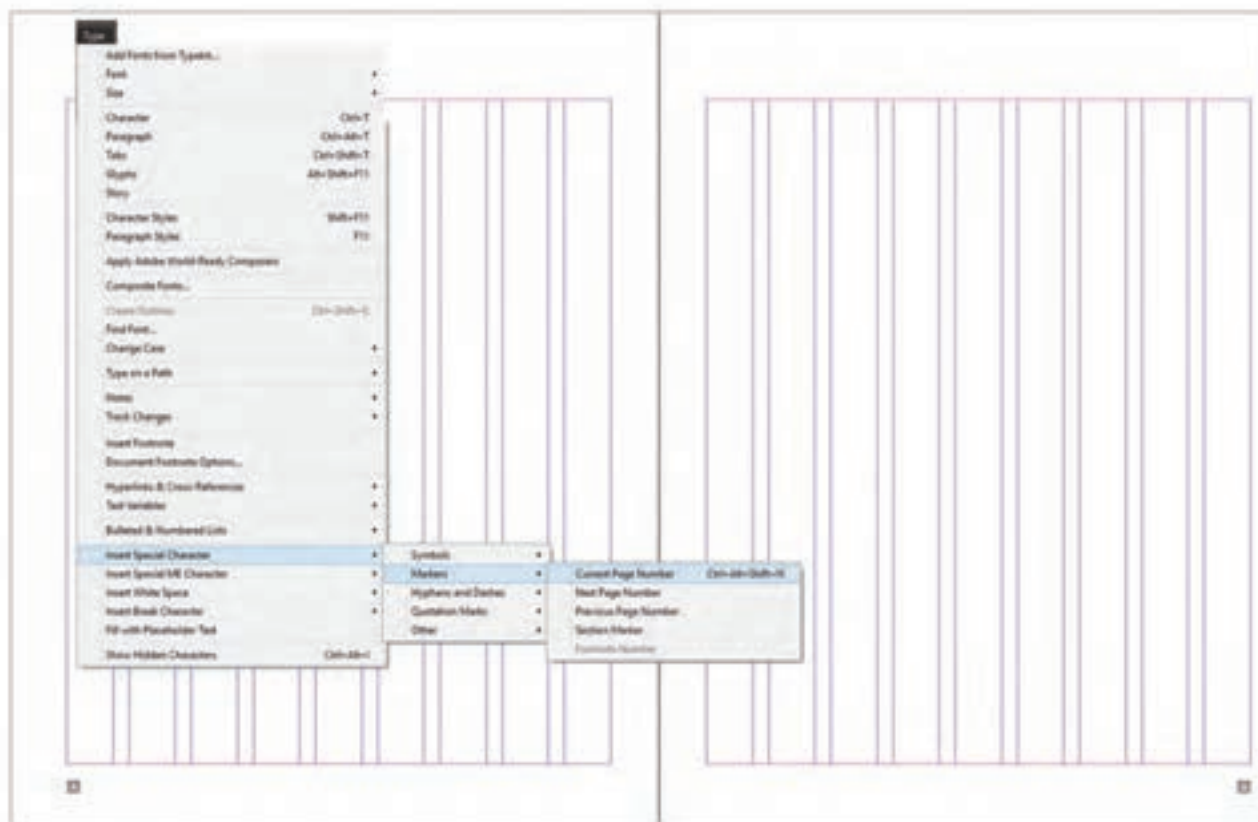 Type
Add Fonts from Typekit...
Font
Size
Character Ctrl+T
Paragraph Ctrl+Alt+T
Tabs Ctrl+Shift+T
Glyphs Alt+Shift+F11
Story
Character Styles Shift+F11
Paragraph Styles F11
Apply Adobe World-Ready Composers
Composite Fonts...
Create Outlines Ctrl+Shift+O
Find Font...
Change Case
Type on a Path
Notes
Track Changes
Insert Footnote
Document Footnote Options...
Hyperlinks & Cross-References
Text Variables
Bulleted & Numbered Lists
Insert Special Character
Insert Special ME Character
Insert White Space
Insert Break Character
Fill with Placeholder Text
Show Hidden Characters Ctrl+Alt+I
Symbols
Markers
Hyphens and Dashes
Quotation Marks
Other
Current Page Number Ctrl+Alt+Shift+N
Next Page Number
Previous Page Number
Section Marker
Footnote Number